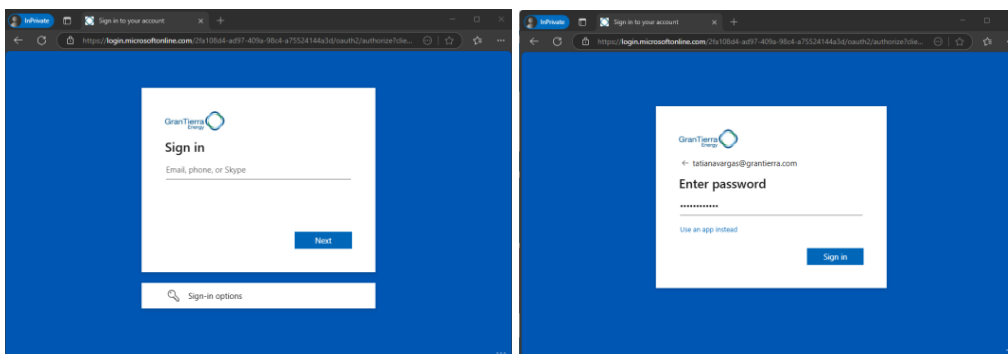 InPrivate
Sign in to your account
https://login.microsoftonline.com/2fa108d4-ad97-409a-98c4-a75524144a3d/oauth2/authorize?clie...
GranTierra
Energy
Sign in
Email, phone, or Skype
Next
Sign-in options
InPrivate
Sign in to your account
https://login.microsoftonline.com/2fa108d4-ad97-409a-98c4-a75524144a3d/oauth2/authorize?clie...
GranTierra
Energy
tatianavargas@grantierra.com
Enter password
Use an app instead
Sign in